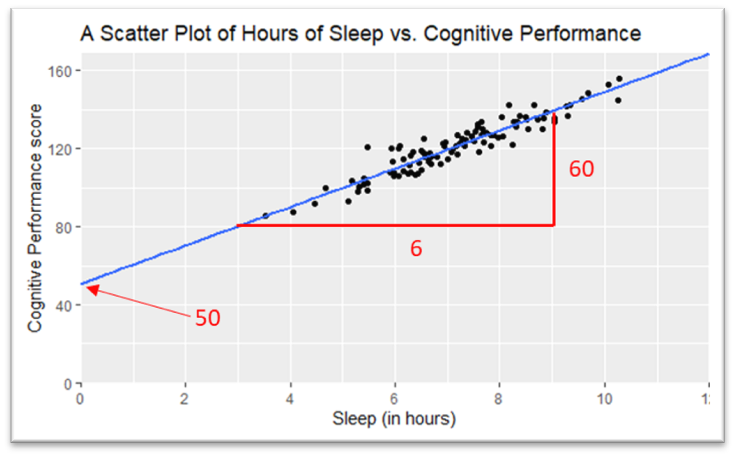 A Scatter Plot of Hours of Sleep vs. Cognitive Performance
Cognitive Performance score
160
120
80
40
0
60
6
50
0 2 4 6 8 10 1
Sleep (in hours)